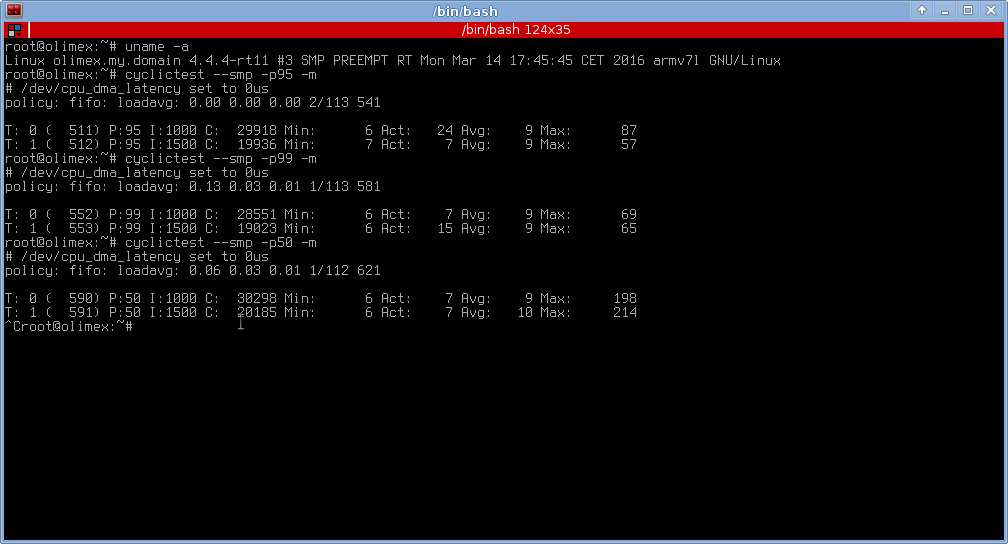 /bin/bash
/bin/bash 124x35
root@olimex:~# uname -a
Linux olimex.my.domain 4.4.4-rt11 #3 SMP PREEMPT RT Mon Mar 14 17:45:45 CET 2016 armv7l GNU/Linux
root@olimex:~# cyclictest --smp -p95 -m
# /dev/cpu_dma_latency set to 0us
policy: fifo: loadavg: 0.00 0.00 0.00 2/113 541
T: 0 (  511) P:95 I:1000 C:  29918 Min:      6 Act:   24 Avg:    9 Max:      87
T: 1 (  512) P:95 I:1500 C:  19936 Min:      7 Act:    7 Avg:    9 Max:      57
root@olimex:~# cyclictest --smp -p99 -m
# /dev/cpu_dma_latency set to 0us
policy: fifo: loadavg: 0.13 0.03 0.01 1/113 581
T: 0 (  552) P:99 I:1000 C:  28551 Min:      6 Act:    7 Avg:    9 Max:      69
T: 1 (  553) P:99 I:1500 C:  19023 Min:      6 Act:   15 Avg:    9 Max:      65
root@olimex:~# cyclictest --smp -p50 -m
# /dev/cpu_dma_latency set to 0us
policy: fifo: loadavg: 0.06 0.03 0.01 1/112 621
T: 0 (  590) P:50 I:1000 C:  30298 Min:      6 Act:    7 Avg:    9 Max:     198
T: 1 (  591) P:50 I:1500 C:  20185 Min:      6 Act:    7 Avg:   10 Max:     214
^Croot@olimex:~#